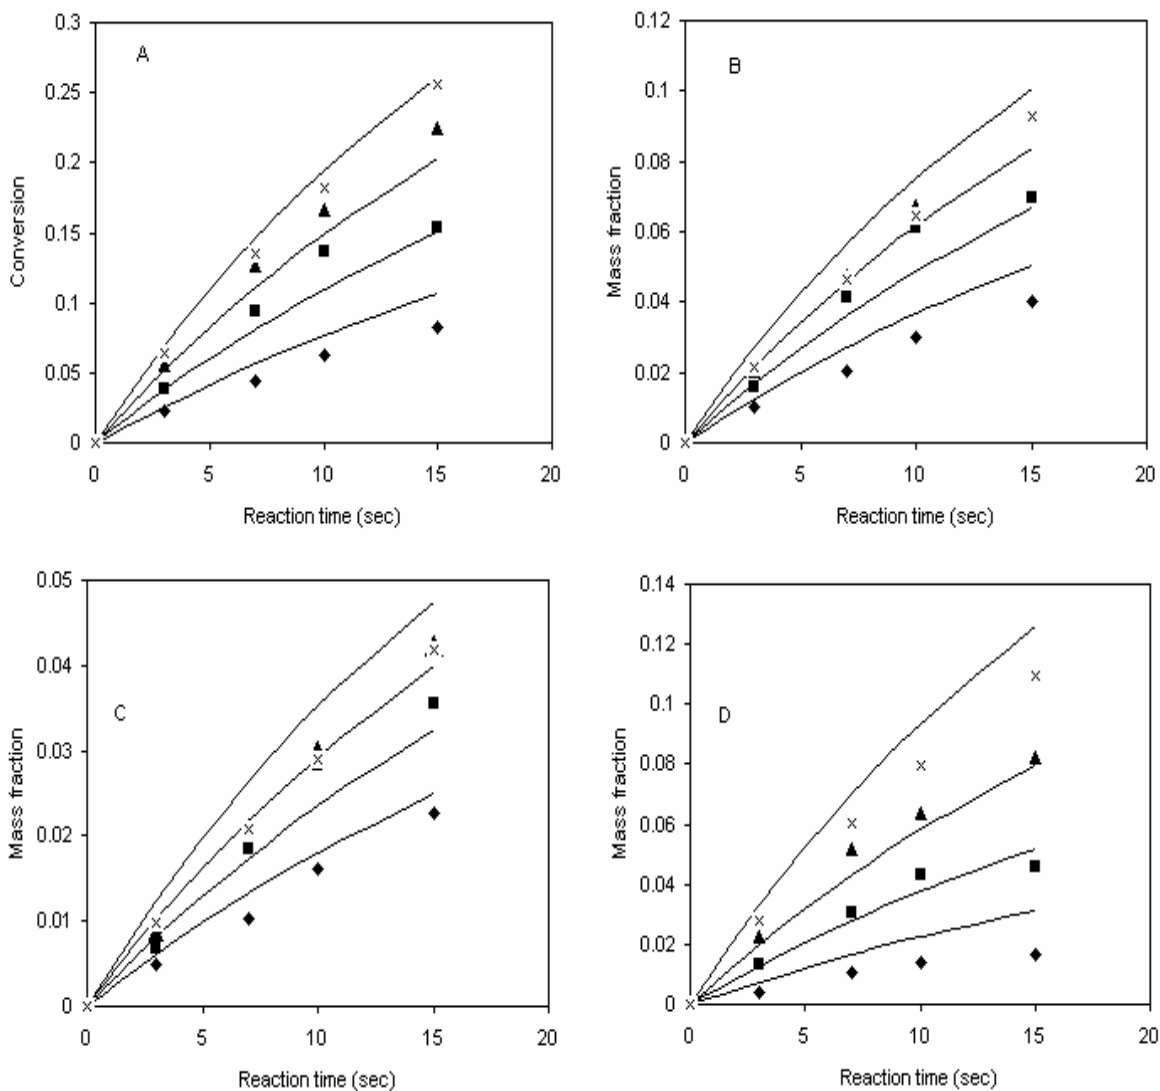 A
Conversion
0.3
0.25
0.2
0.15
0.1
0.05
0
0 5 10 15 20
Reaction time (sec)
B
Mass fraction
0.12
0.1
0.08
0.06
0.04
0.02
0
0 5 10 15 20
Reaction time (sec)
C
Mass fraction
0.05
0.04
0.03
0.02
0.01
0
0 5 10 15 20
Reaction time (sec)
D
Mass fraction
0.14
0.12
0.1
0.08
0.06
0.04
0.02
0
0 5 10 15 20
Reaction time (sec)